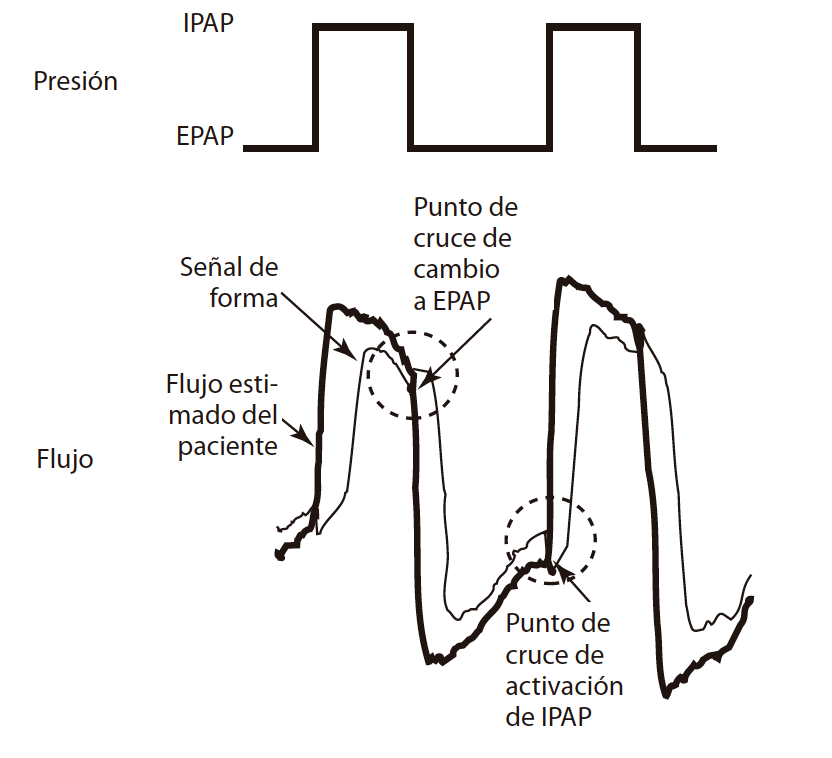 IPAP
Presión
EPAP
Punto de
cruce de
cambio
a EPAP
Señal de
forma
Flujo esti-
mado del
paciente
Flujo
Punto de
cruce de
activación
de IPAP